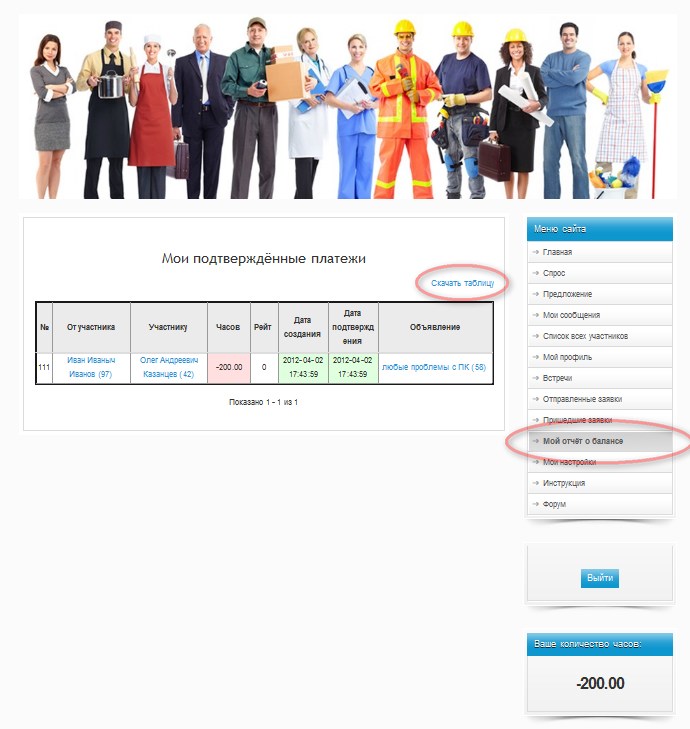 Мои подтверждённые платежи
Скачать таблицу
№ От участника Участнику Часов Рейт Дата создания Дата подтвержд ения Объявление
111 Иван Иваныч Иванов (97) Олег Андреевич Казанцев (42) -200.00 0 2012-04-02 17:43:59 2012-04-02 17:43:59 любые проблемы с ПК (58)
Показано 1 - 1 из 1
Меню сайта
Главная
Спрос
Предложение
Мои сообщения
Список всех участников
Мой профиль
Встречи
Отправленные заявки
Пришедшие заявки
Мой отчёт о балансе
Мои настройки
Инструкция
Форум
Выйти
Ваше количество часов:
-200.00